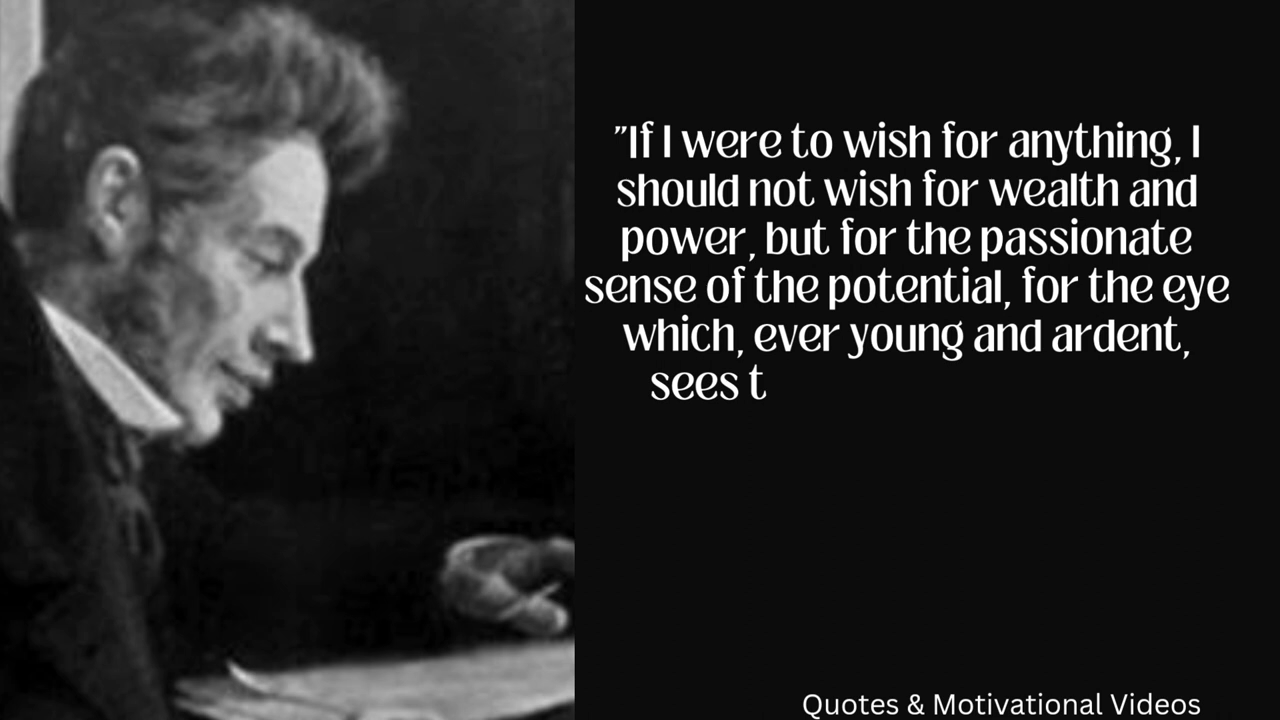 "If I were to wish for anything, I
should not wish for wealth and
power, but for the passionate
sense of the potential, for the eye
which, ever young and ardent,
sees t
Quotes & Motivational Videos